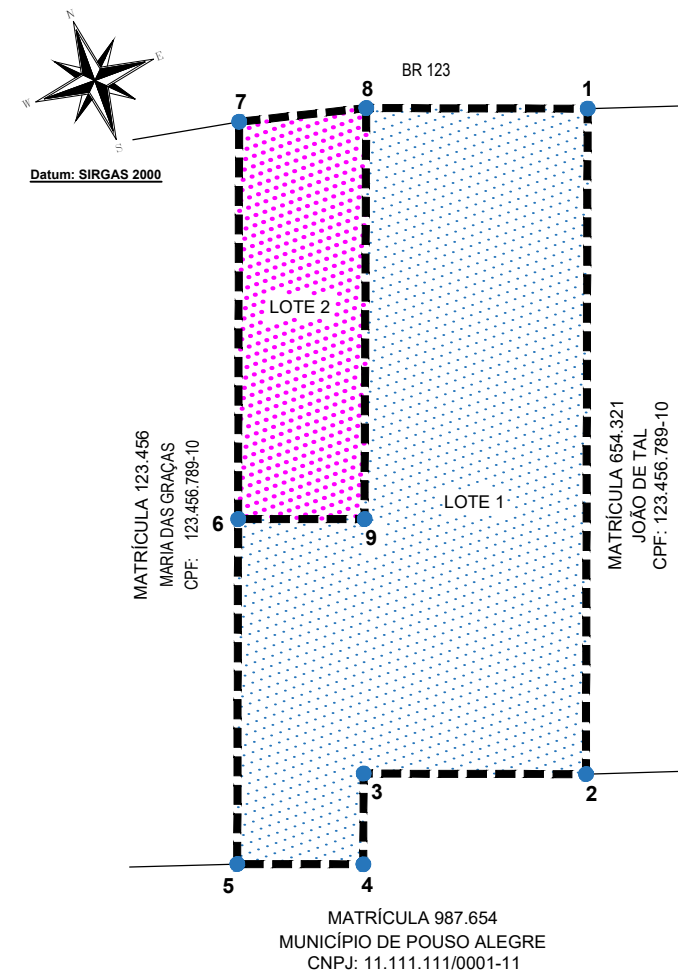 N
E
W
S
Datum: SIRGAS 2000
BR 123
7
8
1
LOTE 2
MATRÍCULA 123.456
MARIA DAS GRAÇAS
CPF: 123.456.789-10
LOTE 1
MATRÍCULA 654.321
JOÃO DE TAL
CPF: 123.456.789-10
6
9
3
2
5
4
MATRÍCULA 987.654
MUNICÍPIO DE POUSO ALEGRE
CNPJ: 11.111.111/0001-11